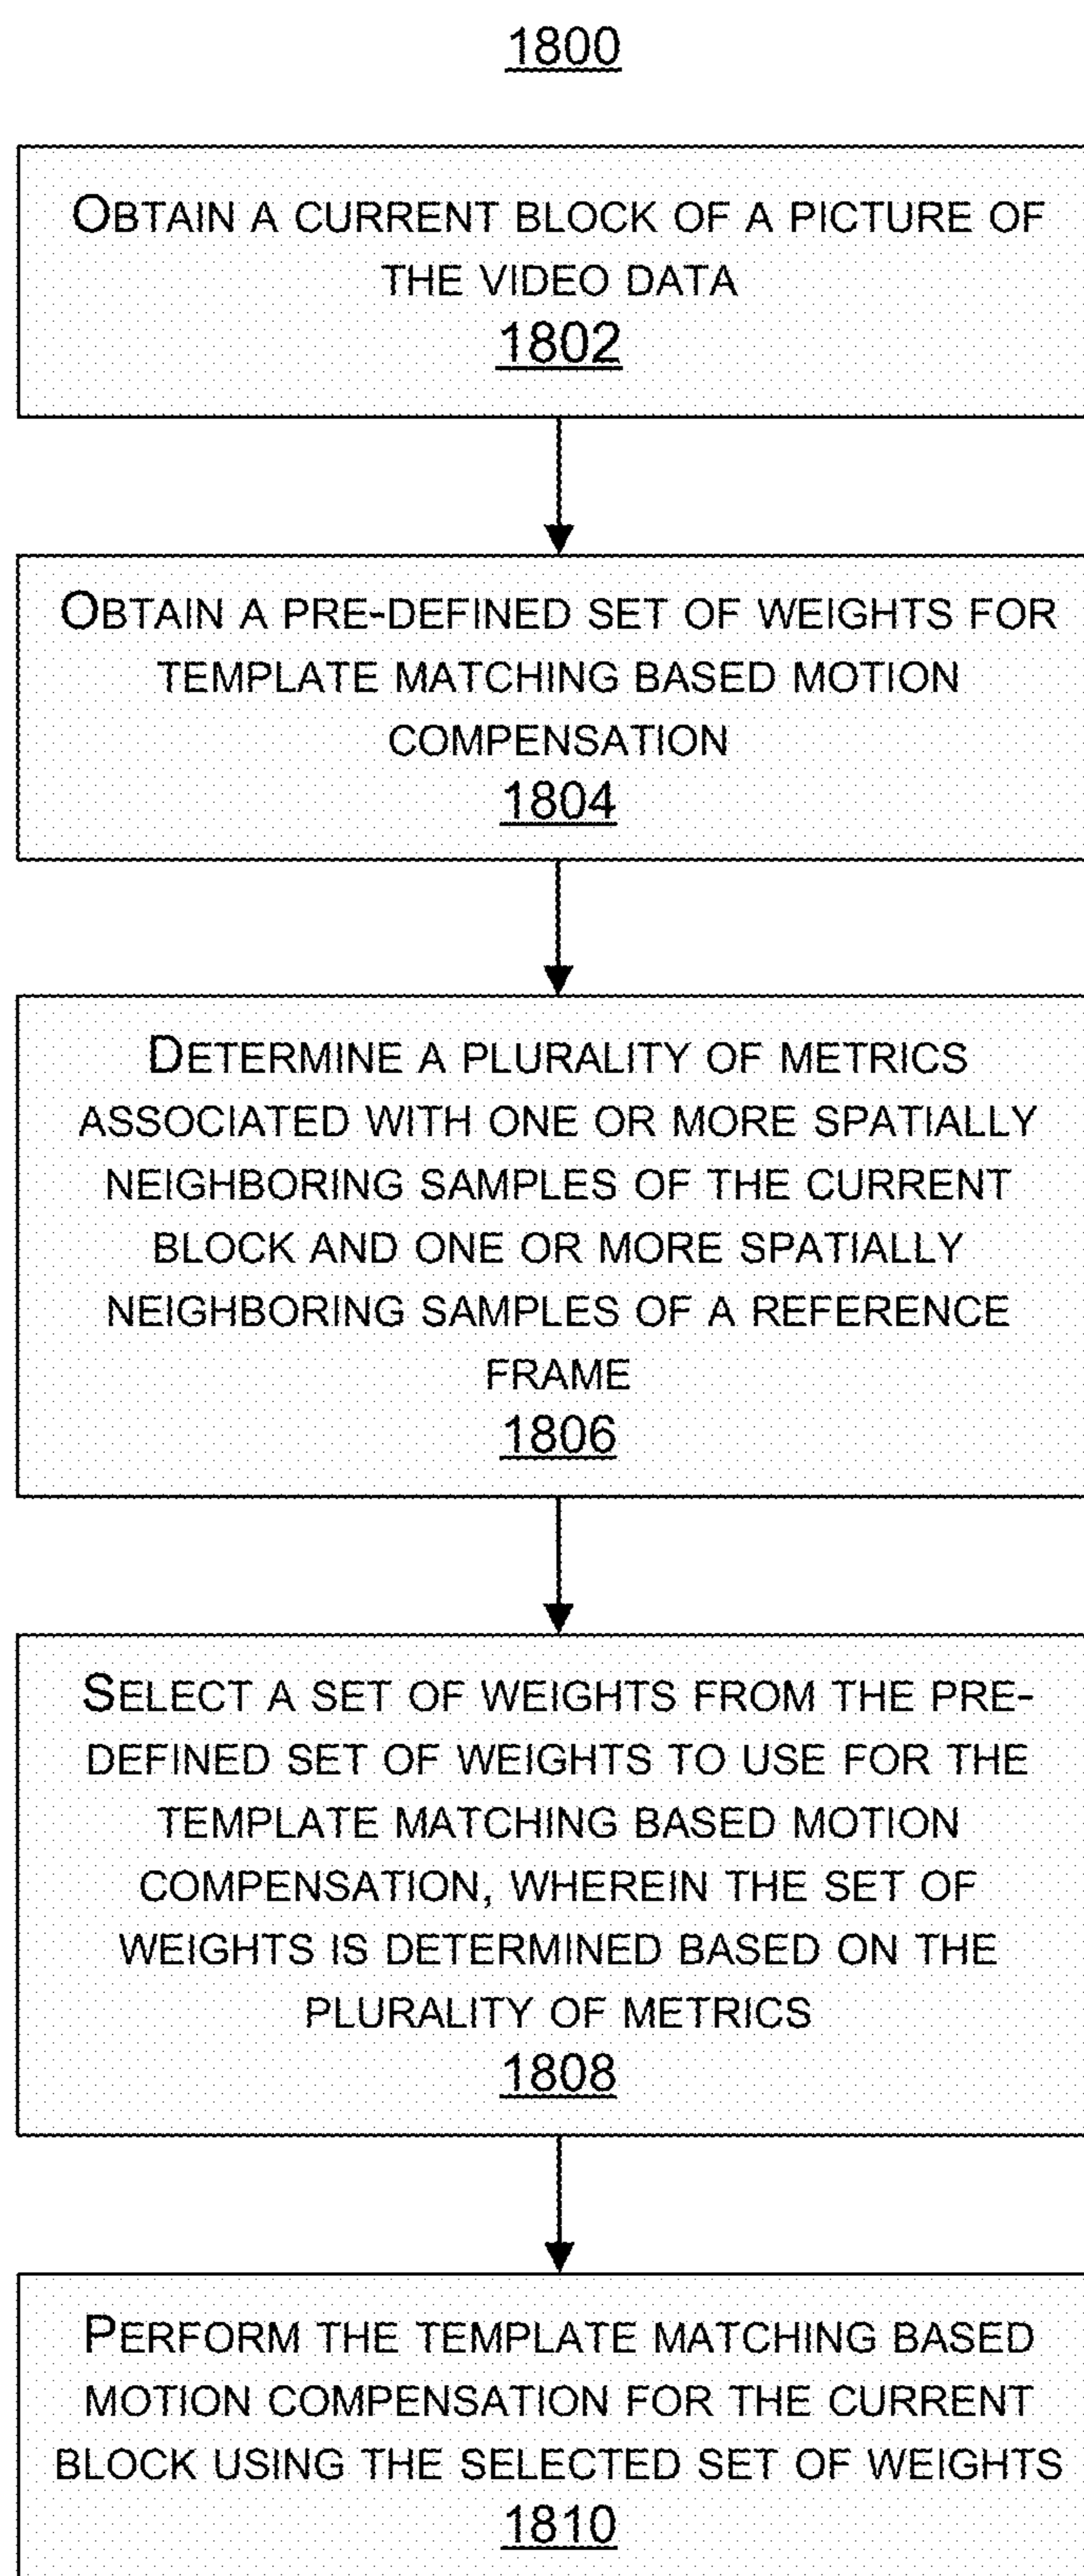 1800
OBTAIN A CURRENT BLOCK OF A PICTURE OF
THE VIDEO DATA
1802
OBTAIN A PRE-DEFINED SET OF WEIGHTS FOR
TEMPLATE MATCHING BASED MOTION
COMPENSATION
1804
DETERMINE A PLURALITY OF METRICS
ASSOCIATED WITH ONE OR MORE SPATIALLY
NEIGHBORING SAMPLES OF THE CURRENT
BLOCK AND ONE OR MORE SPATIALLY
NEIGHBORING SAMPLES OF A REFERENCE
FRAME
1806
SELECT A SET OF WEIGHTS FROM THE PRE-
DEFINED SET OF WEIGHTS TO USE FOR THE
TEMPLATE MATCHING BASED MOTION
COMPENSATION, WHEREIN THE SET OF
WEIGHTS IS DETERMINED BASED ON THE
PLURALITY OF METRICS
1808
PERFORM THE TEMPLATE MATCHING BASED
MOTION COMPENSATION FOR THE CURRENT
BLOCK USING THE SELECTED SET OF WEIGHTS
1810